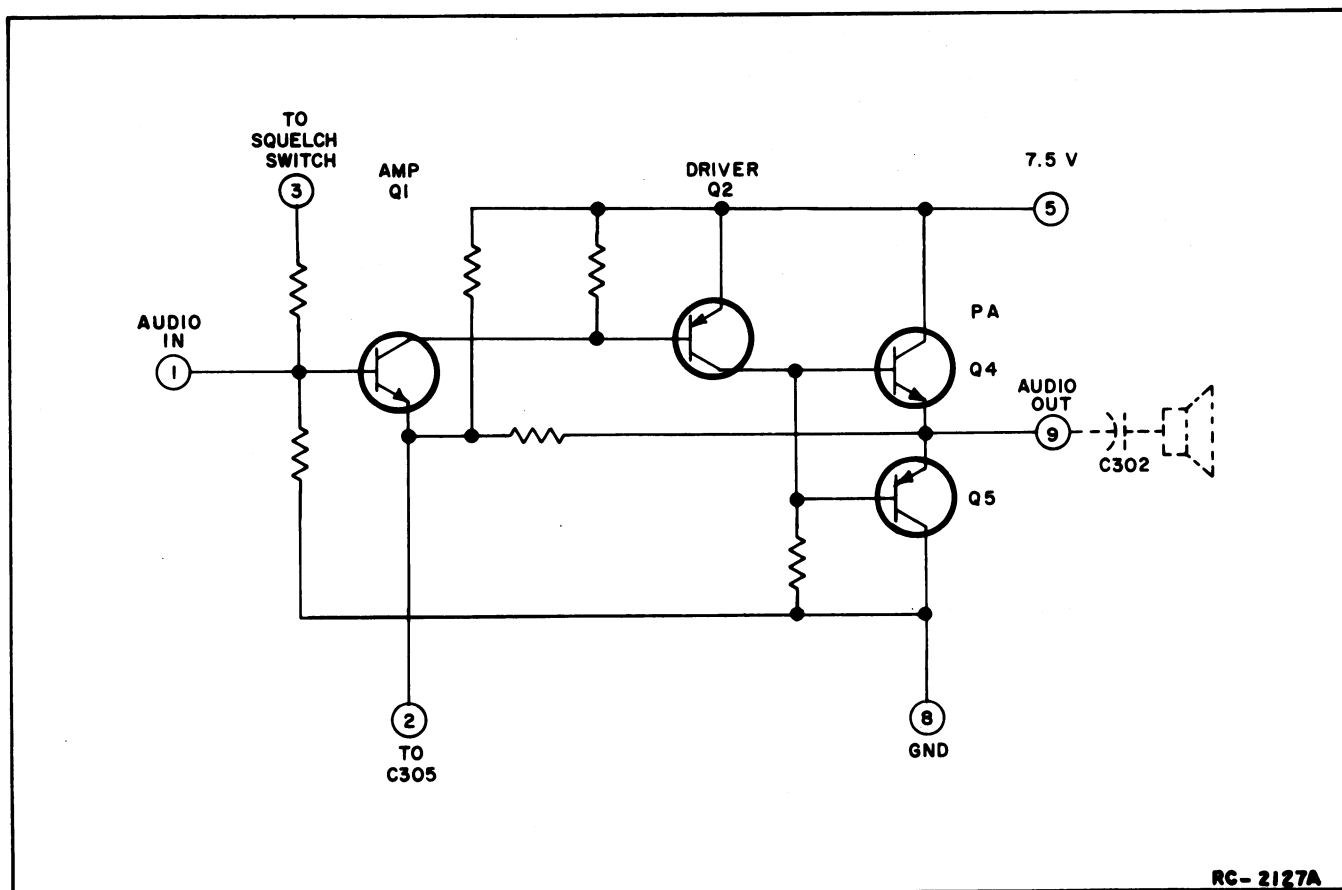 TO
SQUELCH
SWITCH
3
AMP
Q1
DRIVER
Q2
7.5 V
5
AUDIO
IN
1
PA
Q4
AUDIO
OUT
9
C302
Q5
2
TO
C305
8
GND
RC-2127A